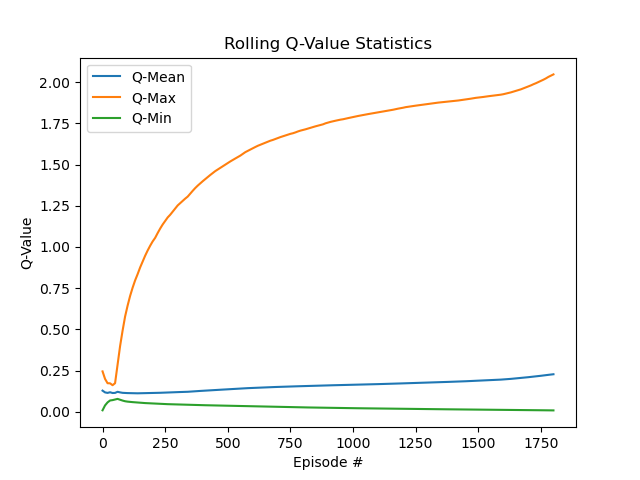 Rolling Q-Value Statistics
Q-Mean
Q-Max
Q-Min
Q-Value
2.00
1.75
1.50
1.25
1.00
0.75
0.50
0.25
0.00
0 250 500 750 1000 1250 1500 1750
Episode #